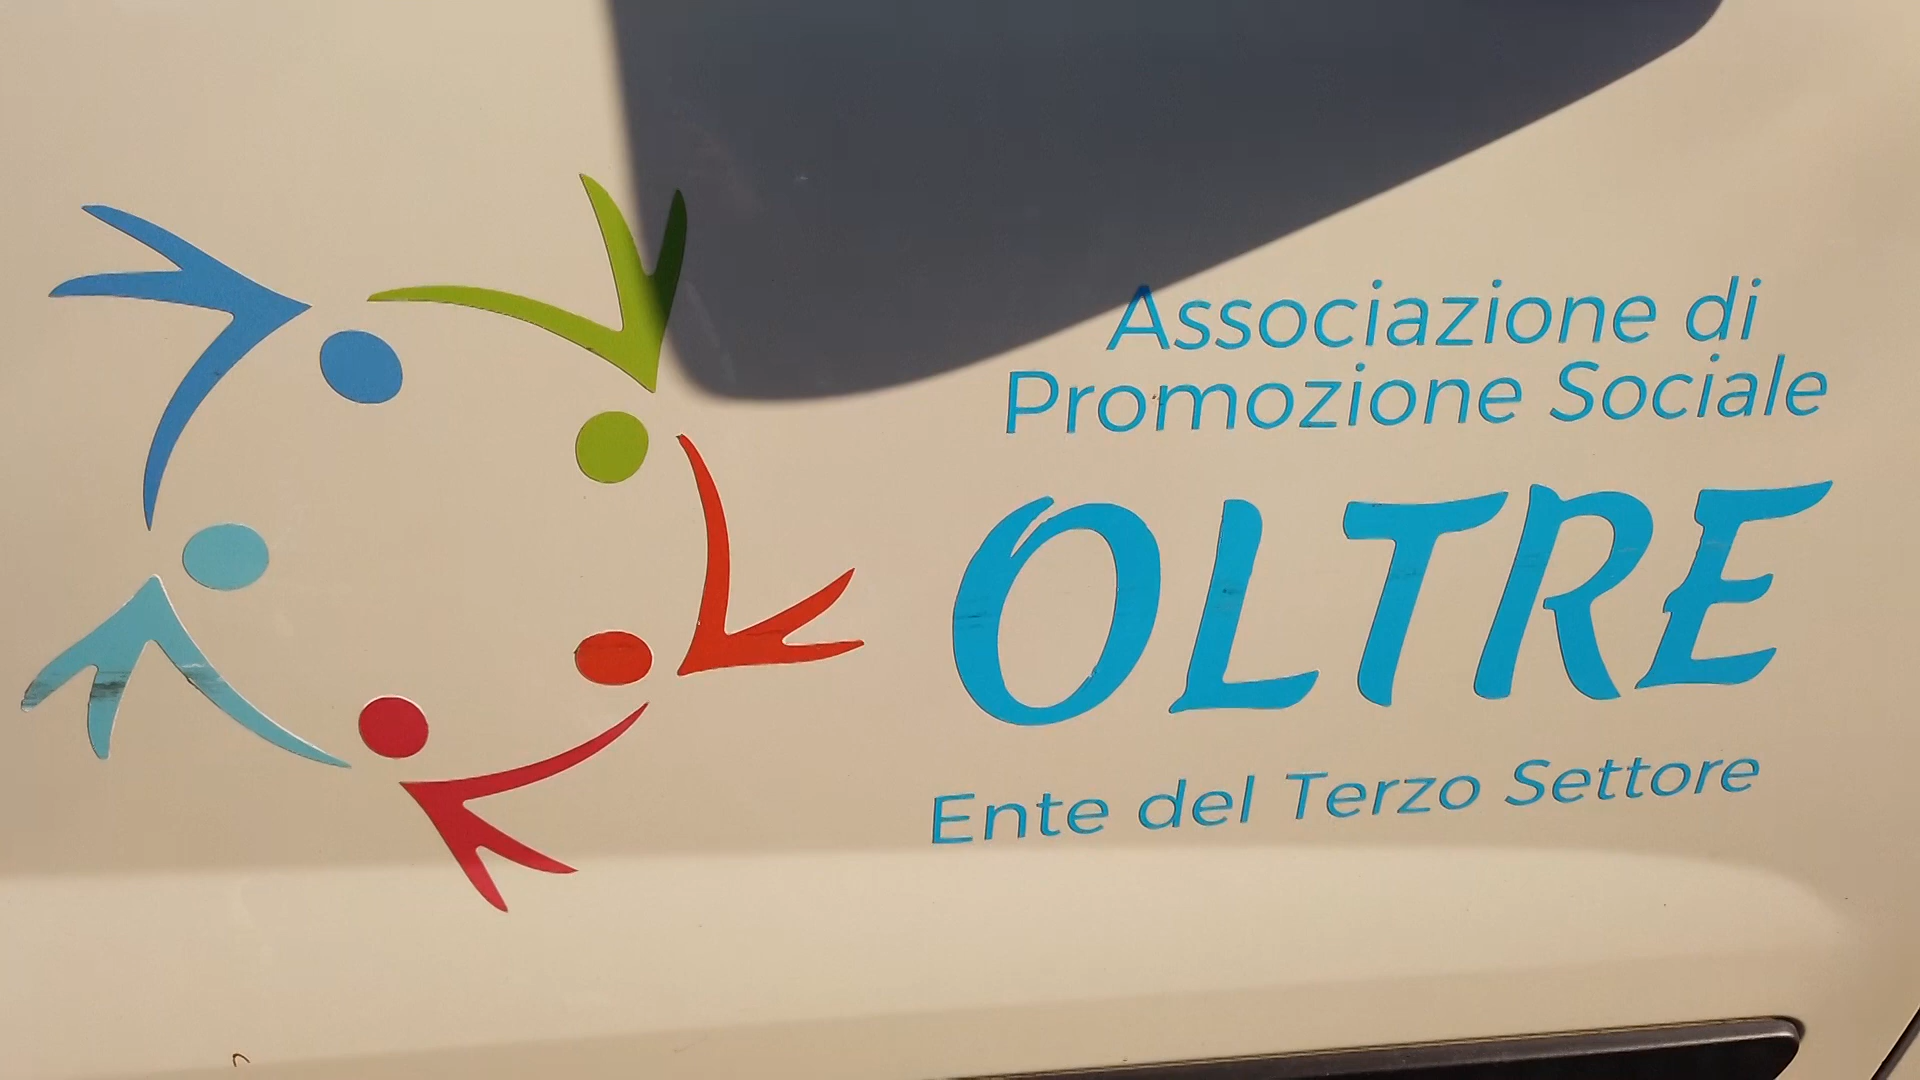 Associazione di
Promozione Sociale
OLTRE
Ente del Terzo Settore